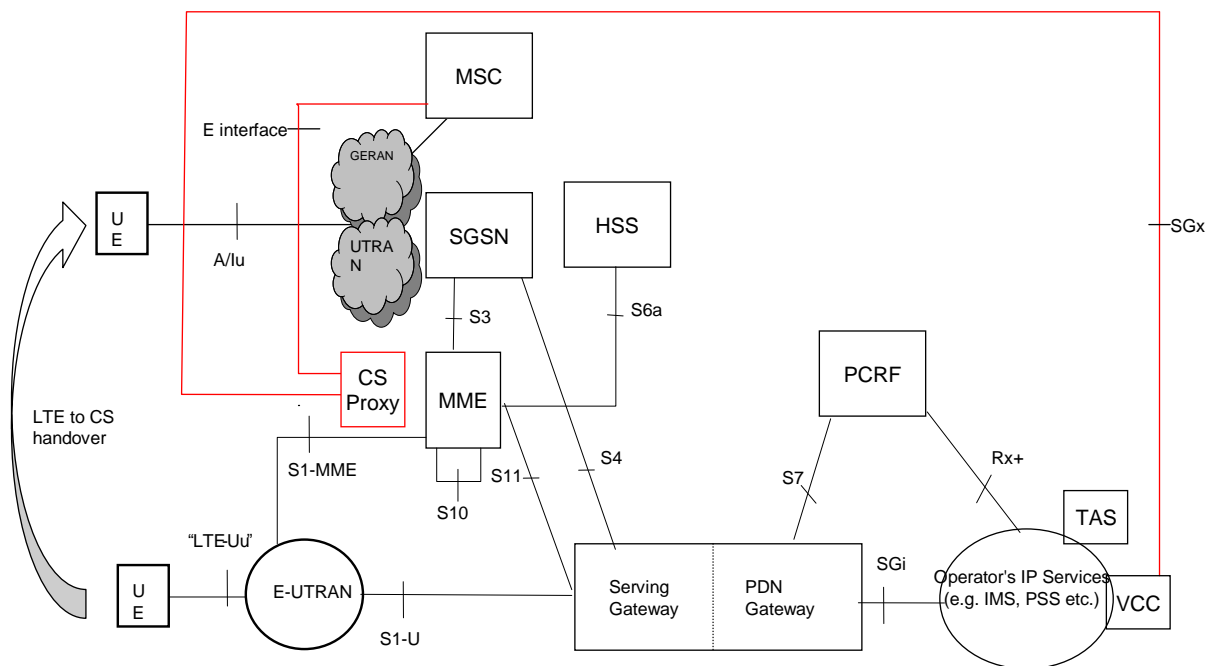 MSC
E interface
GERAN
U
E
A/Iu
UTRA
N
SGSN
HSS
SGx
S3
S6a
CS
Proxy
MME
PCRF
LTE to CS
handover
S1-MME
S11
S4
S7
Rx+
S10
TAS
"LTE-Uu"
SGi
U
E
E-UTRAN
S1-U
Serving
Gateway
PDN
Gateway
Operator's IP Services
(e.g. IMS, PSS etc.)
VCC